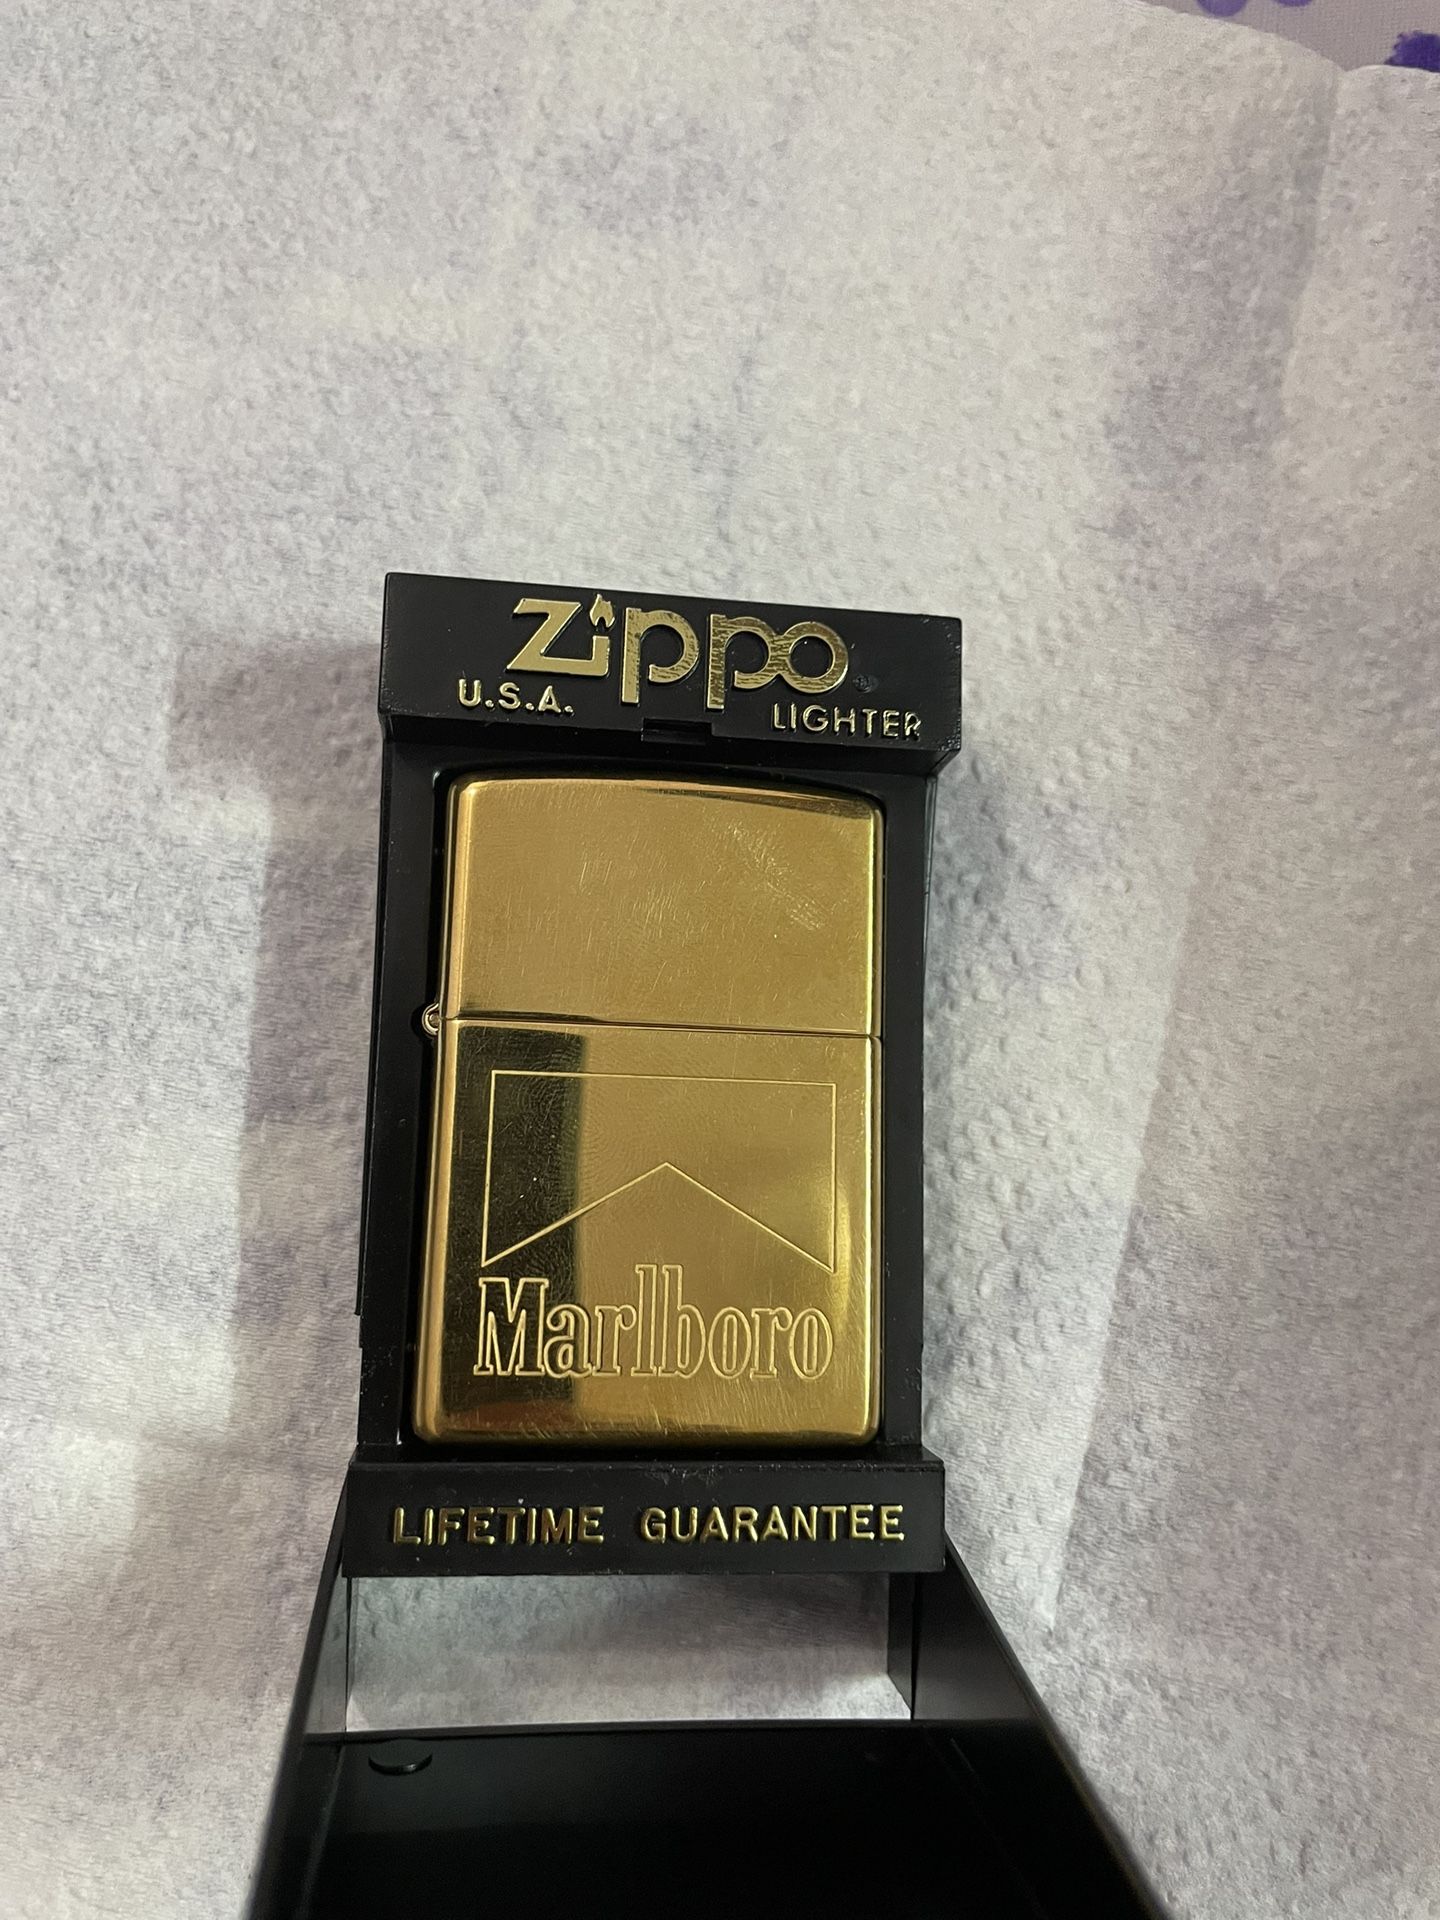 Zippo
U.S.A. LIGHTER
Marlboro
LIFETIME GUARANTEE